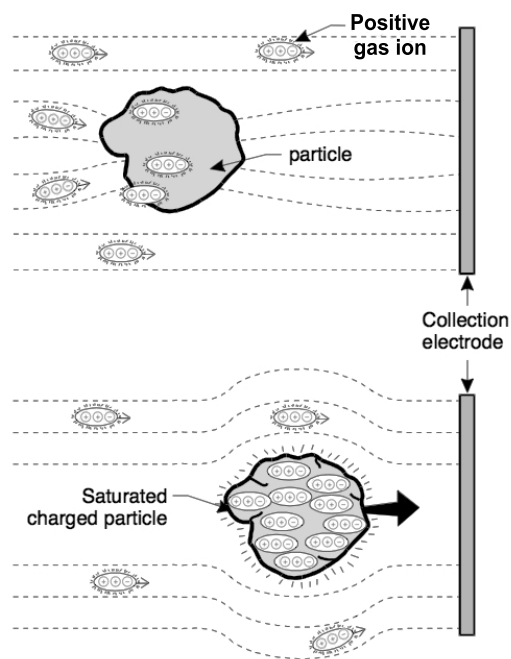 Positive
gas ion
particle
Collection
electrode
Saturated
charged particle